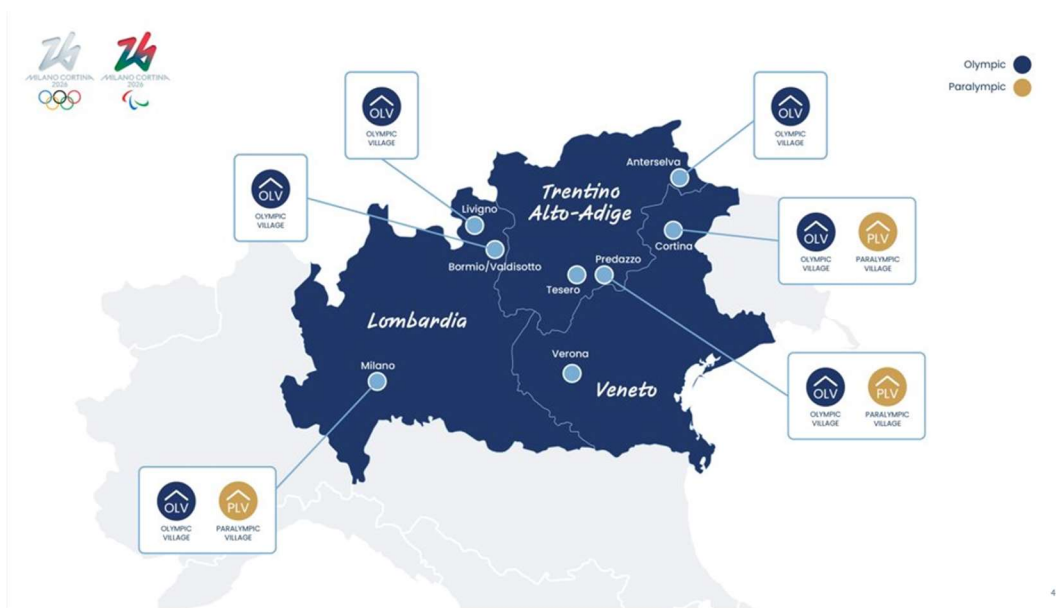 MILANO CORTINA
2026
MILANO CORTINA
2026
Olympic
Paralympic
OLV
OLYMPIC
VILLAGE
OLV
OLYMPIC
VILLAGE
OLV
OLYMPIC
VILLAGE
Anterselva
Trentino
Alto-Adige
Livigno
OLV
OLYMPIC
VILLAGE
PLV
PARALYMPIC
VILLAGE
Cortina
Bormio/Valdisotto
Predazzo
Tesero
Lombardia
Verona
Milano
Veneto
OLV
OLYMPIC
VILLAGE
PLV
PARALYMPIC
VILLAGE
OLV
OLYMPIC
VILLAGE
PLV
PARALYMPIC
VILLAGE
4